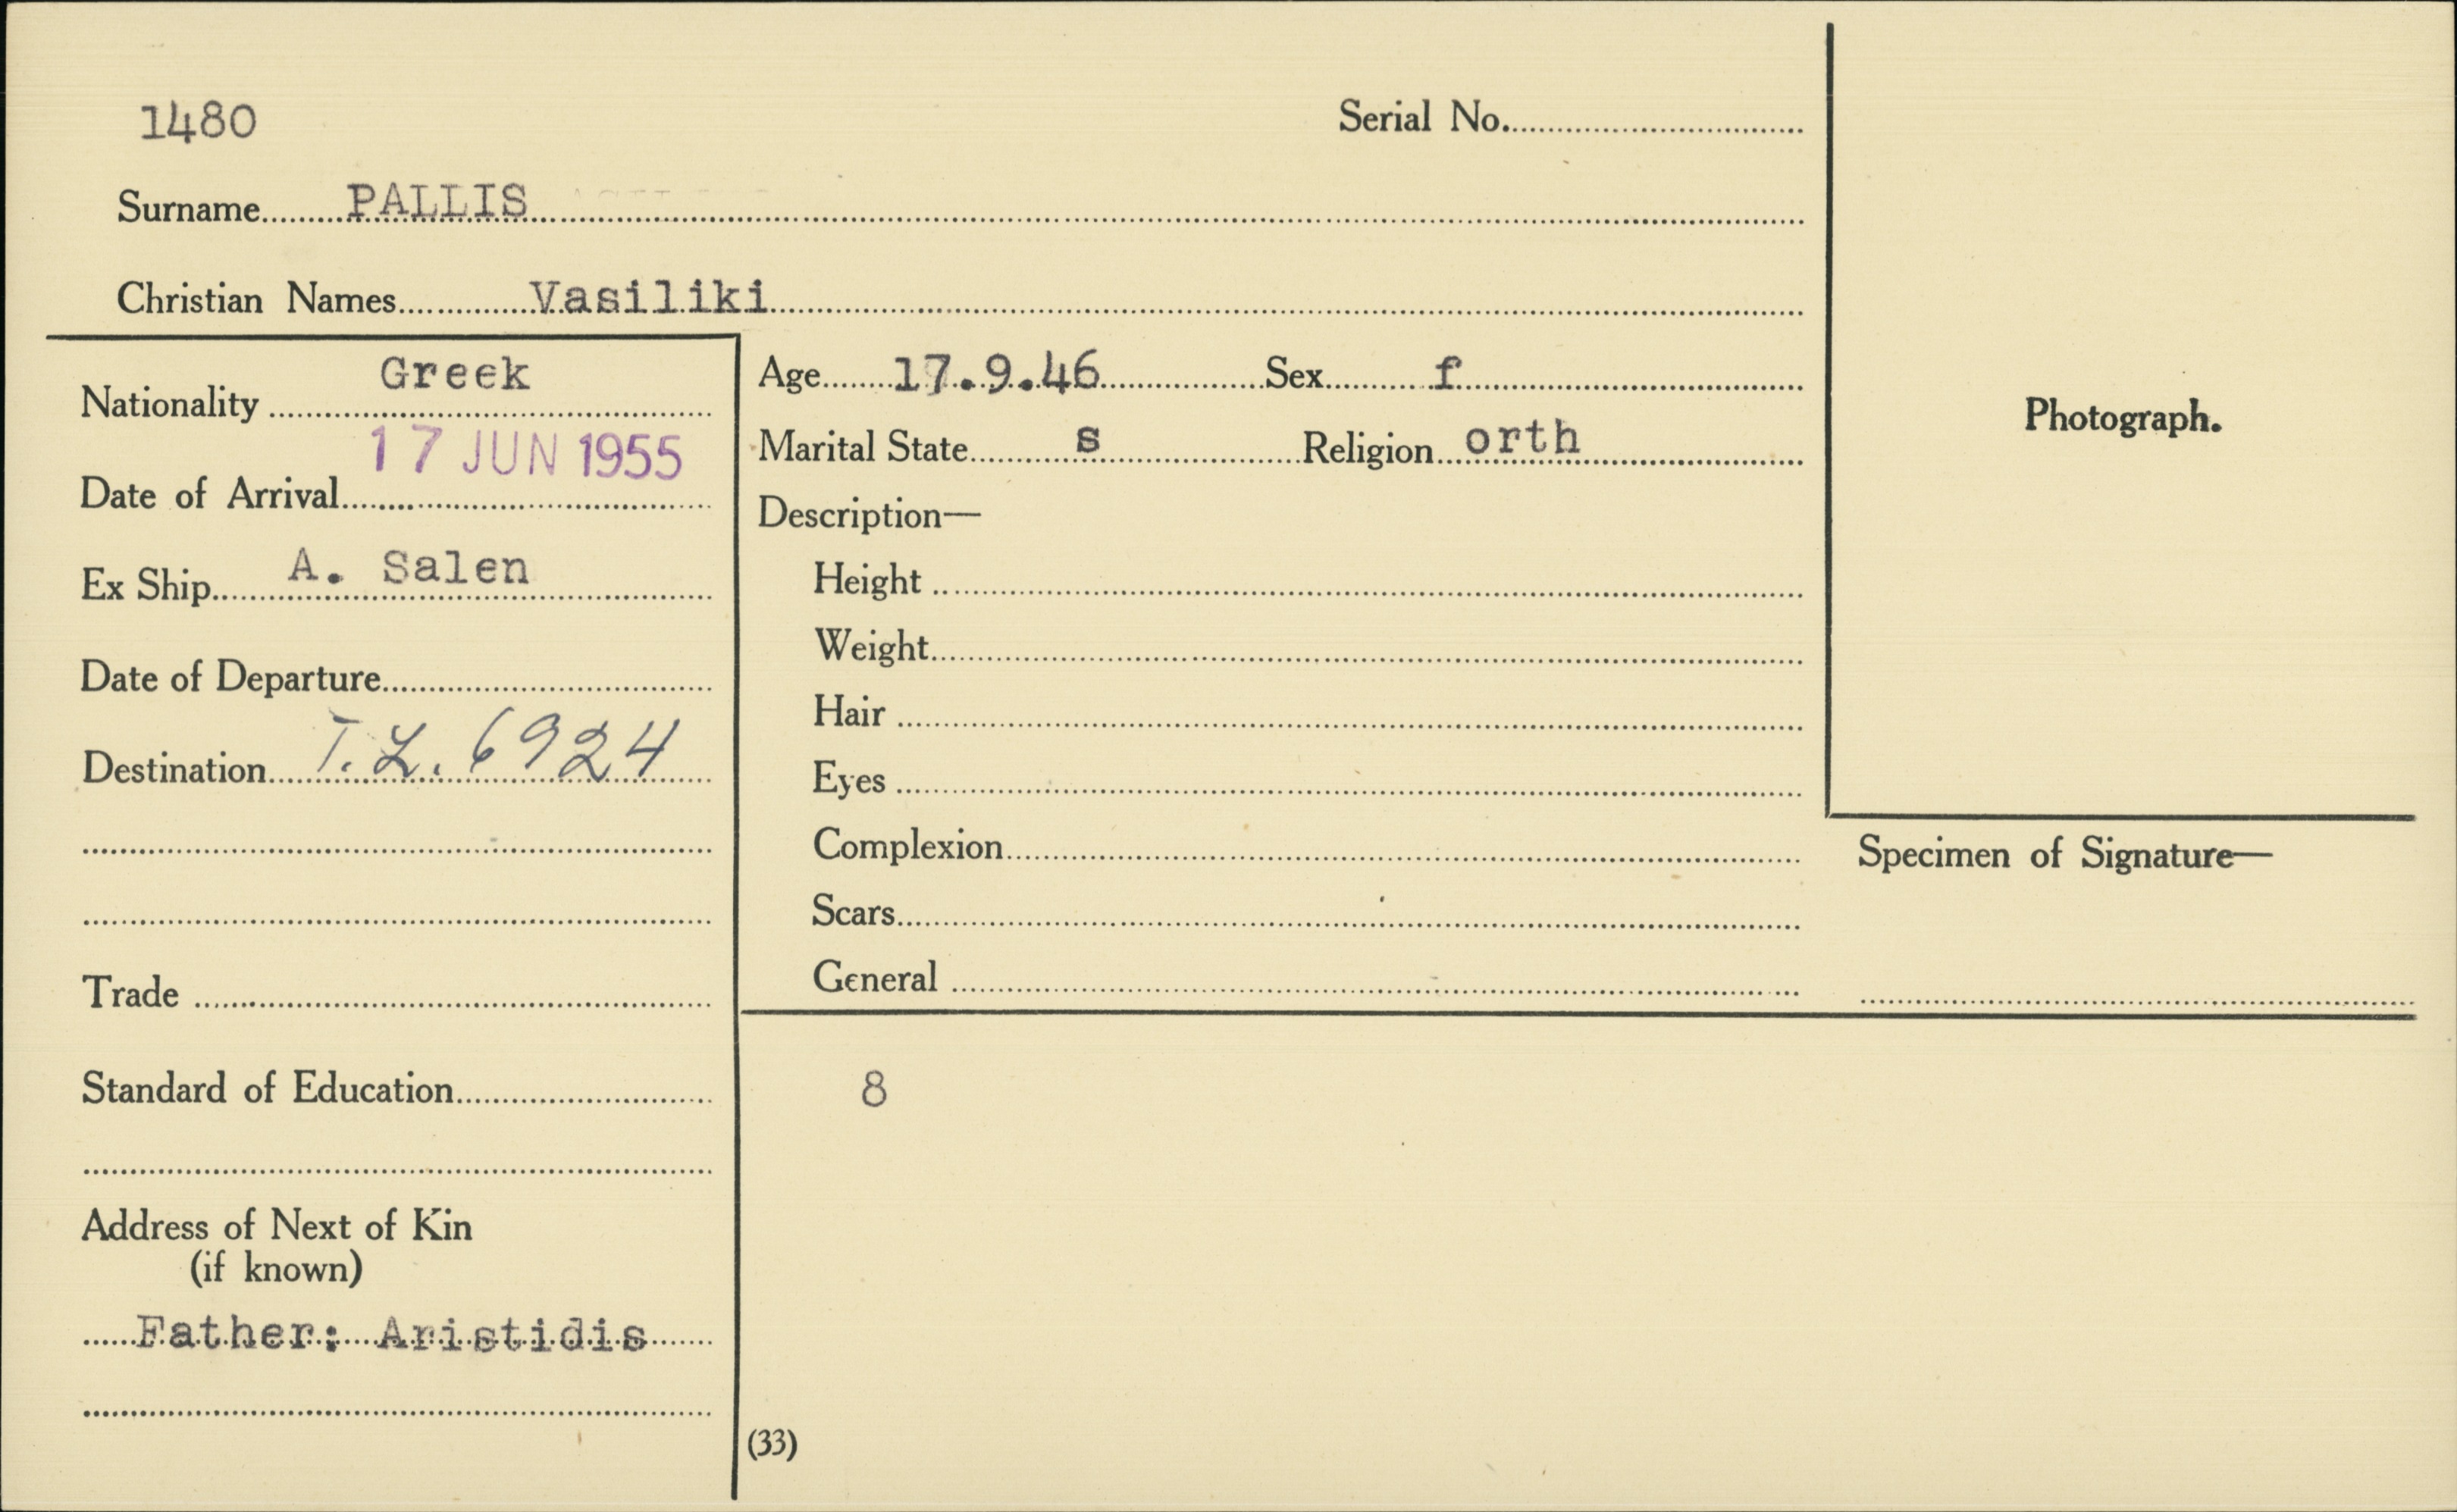 1480
Serial No.
Surname PALLIS
Christian Names Vasiliki
Nationality Greek
Date of Arrival 17 JUN 1955
Ex Ship A. Salen
Date of Departure
Destination T.L. 6924
Trade
Standard of Education
Address of Next of Kin
(if known)
Father: Aristidis
Age 17.9.46 Sex f
Marital State s Religion orth
Description—
Height
Weight
Hair
Eyes
Complexion
Scars
General
8
(33)
Photograph.
Specimen of Signature—